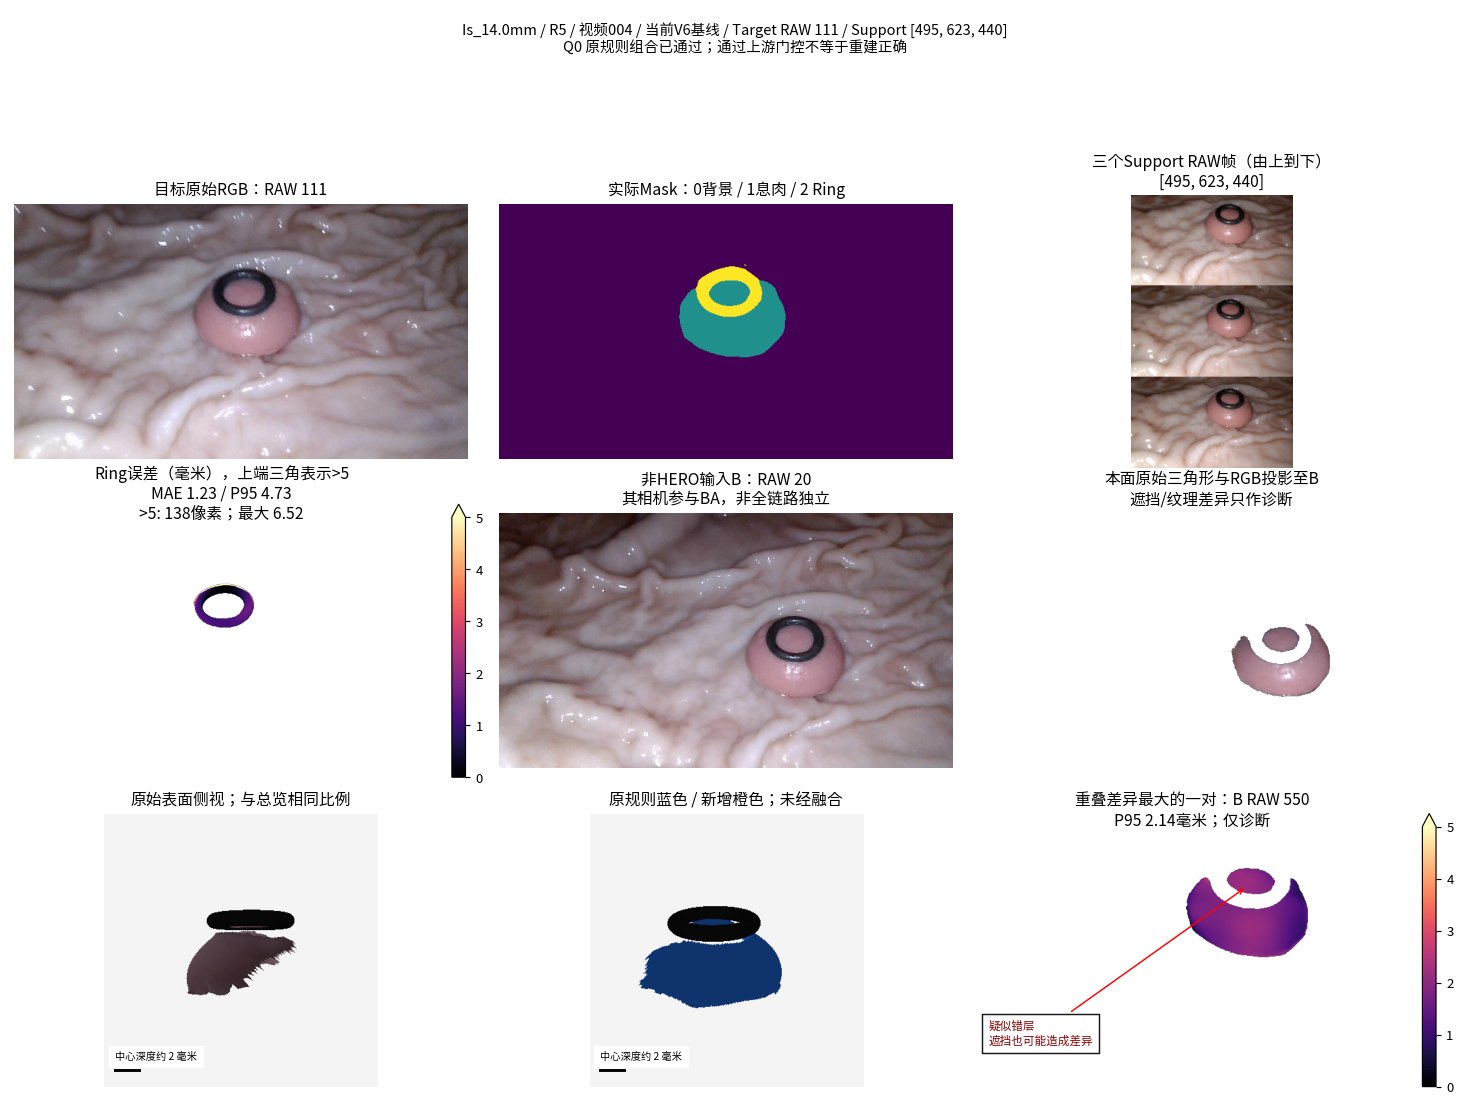 Is_14.0mm / R5 / 视频004 / 当前V6基线 / Target RAW 111 / Support [495, 623, 440]
Q0 原规则组合已通过；通过上游门控不等于重建正确
目标原始RGB：RAW 111
实际Mask：0背景 / 1息肉 / 2 Ring
三个Support RAW帧（由上到下）
[495, 623, 440]
Ring误差（毫米），上端三角表示>5
MAE 1.23 / P95 4.73
>5: 138像素；最大 6.52
5
4
3
2
1
0
非HERO输入B：RAW 20
其相机参与BA，非全链路独立
本面原始三角形与RGB投影至B
遮挡/纹理差异只作诊断
原始表面侧视；与总览相同比例
中心深度约 2 毫米
原规则蓝色 / 新增橙色；未经融合
中心深度约 2 毫米
重叠差异最大的一对：B RAW 550
P95 2.14毫米；仅诊断
疑似错层
遮挡也可能造成差异
5
4
3
2
1
0